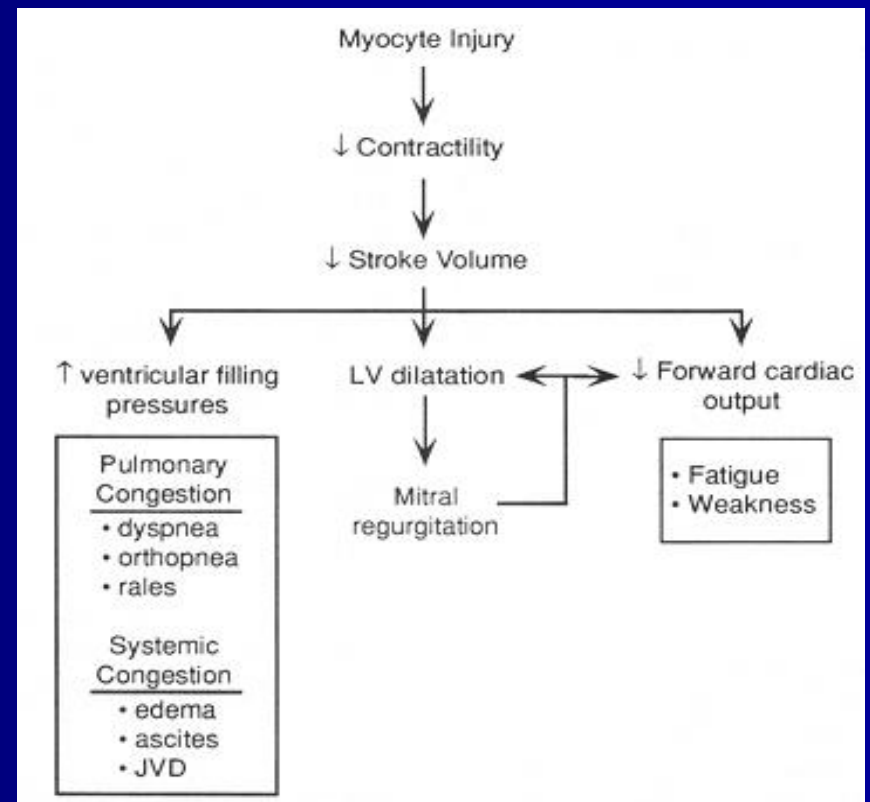 Myocyte Injury
↓ Contractility
↓ Stroke Volume
↑ ventricular filling
pressures
LV dilatation
↓ Forward cardiac
output
Pulmonary
Congestion
• dyspnea
• orthopnea
• rales
Systemic
Congestion
• edema
• ascites
• JVD
Mitral
regurgitation
• Fatigue
• Weakness